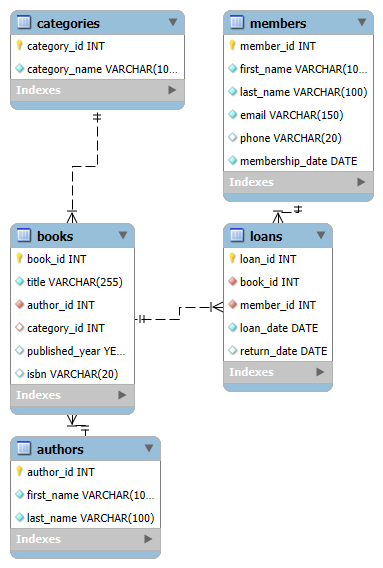 categories
category_id INT
category_name VARCHAR(10...
Indexes
members
member_id INT
first_name VARCHAR(10...
last_name VARCHAR(100)
email VARCHAR(150)
phone VARCHAR(20)
membership_date DATE
Indexes
books
book_id INT
title VARCHAR(255)
author_id INT
category_id INT
published_year YE...
isbn VARCHAR(20)
Indexes
loans
loan_id INT
book_id INT
member_id INT
loan_date DATE
return_date DATE
Indexes
authors
author_id INT
first_name VARCHAR(10...
last_name VARCHAR(100)
Indexes